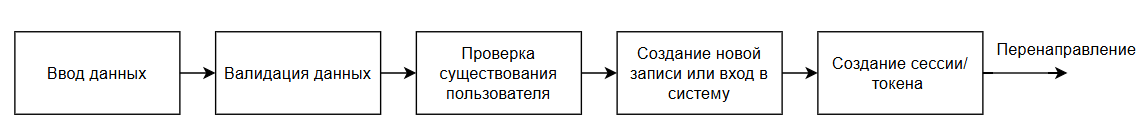 Ввод данных
Валидация данных
Проверка
существования
пользователя
Создание новой
записи или вход в
систему
Создание сессии/
токена
Перенаправление